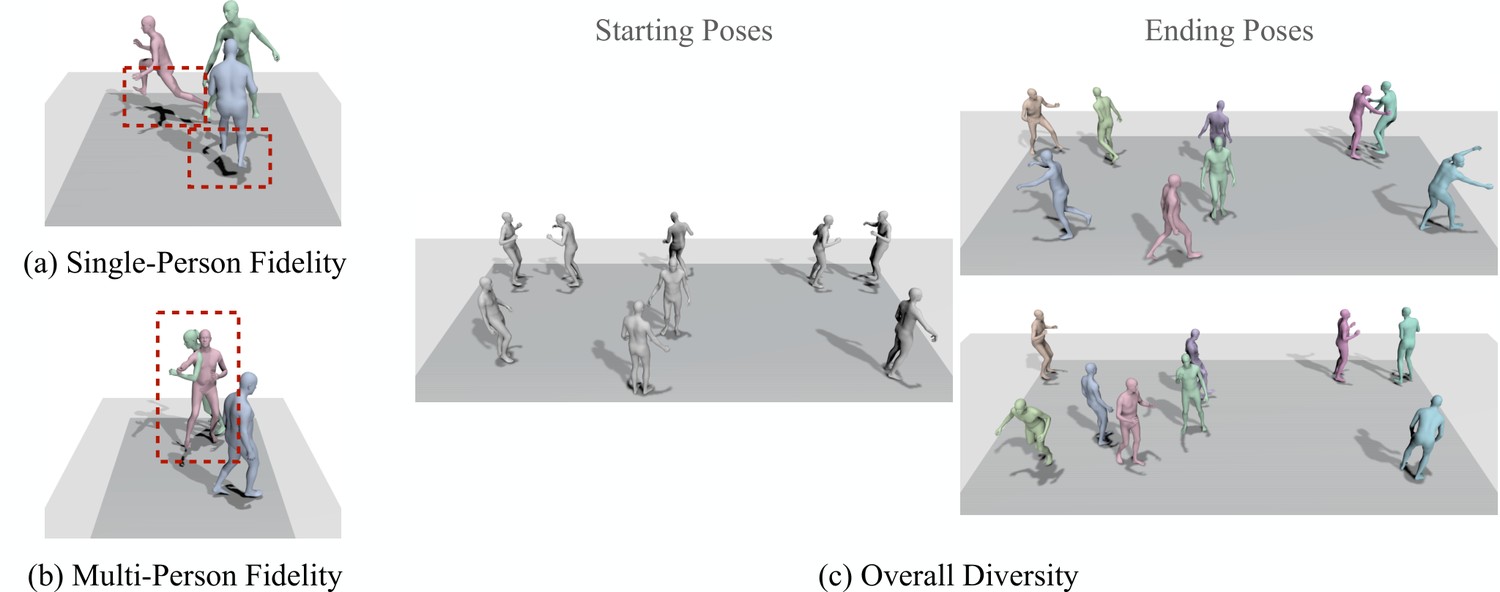 Starting Poses
Ending Poses
(a) Single-Person Fidelity
(b) Multi-Person Fidelity
(c) Overall Diversity